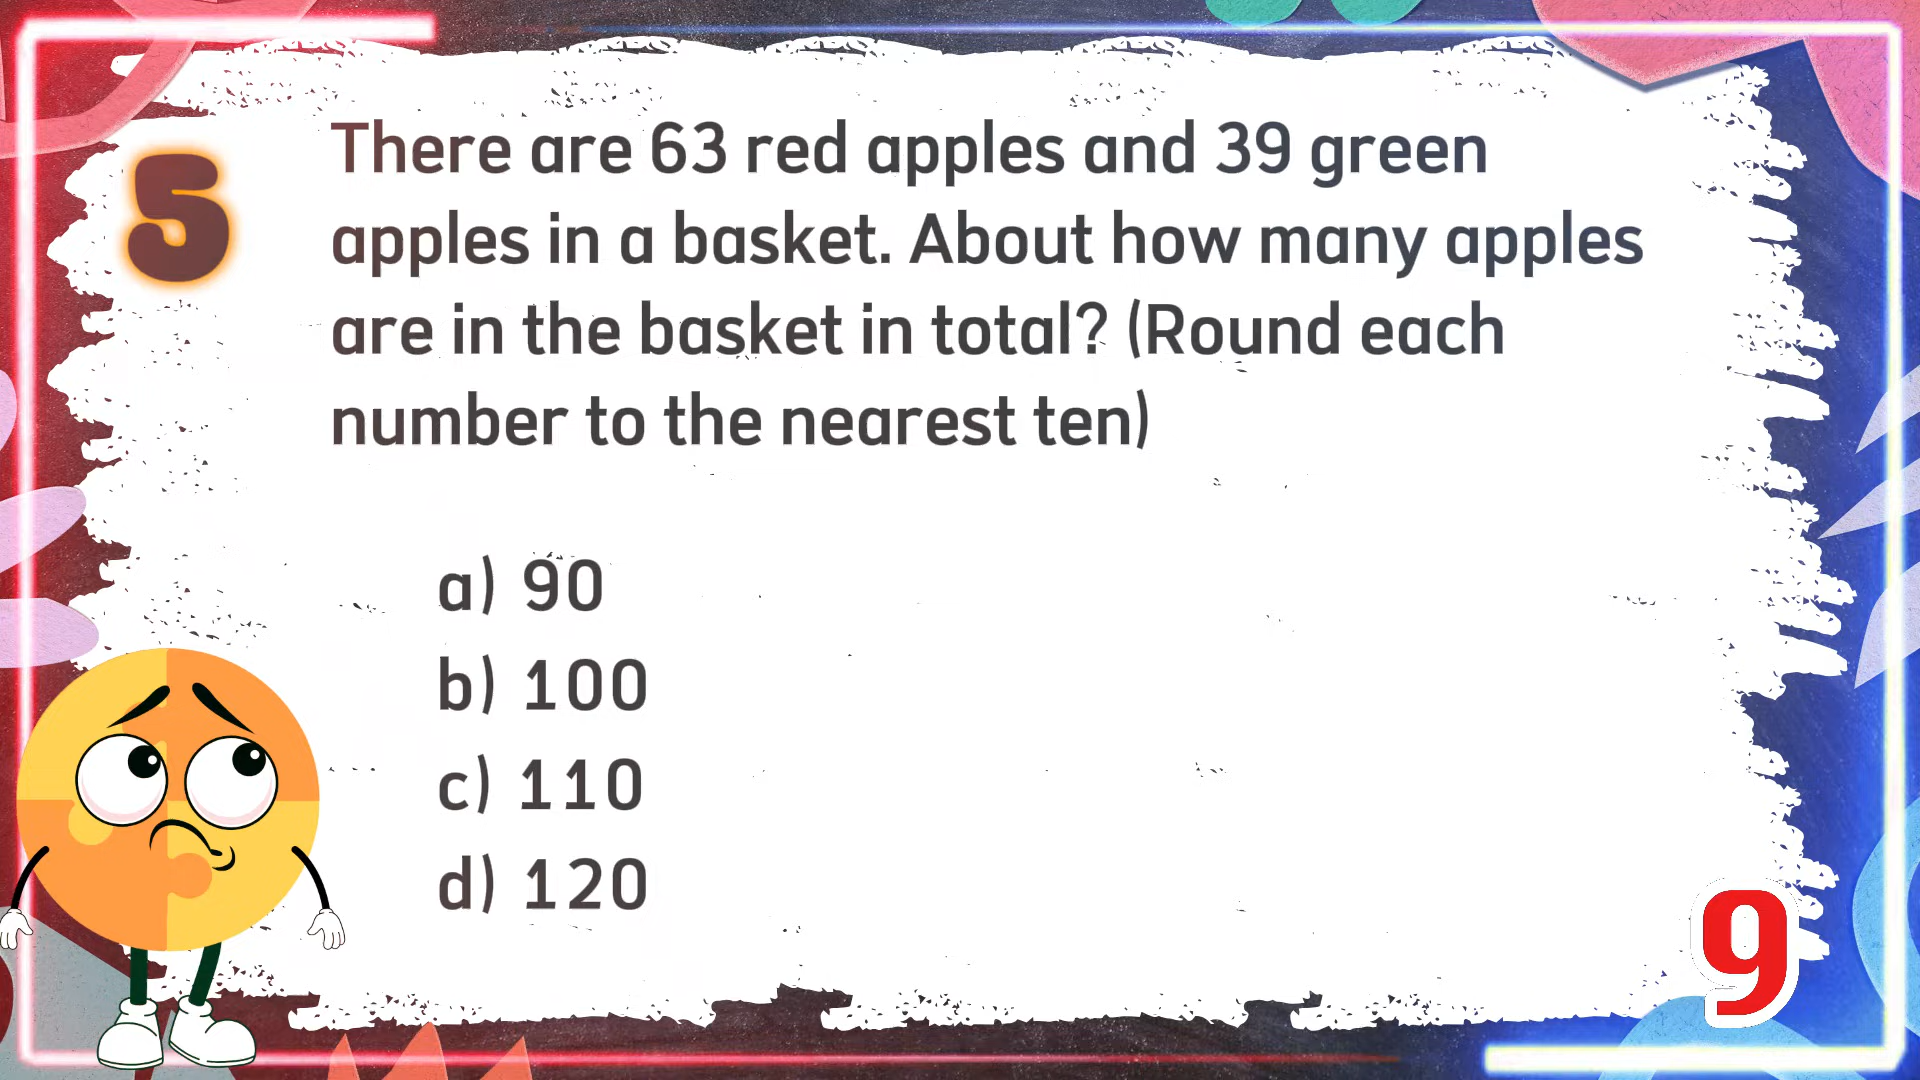 5
There are 63 red apples and 39 green
apples in a basket. About how many apples
are in the basket in total? (Round each
number to the nearest ten)
a) 90
b) 100
c) 110
d) 120
9